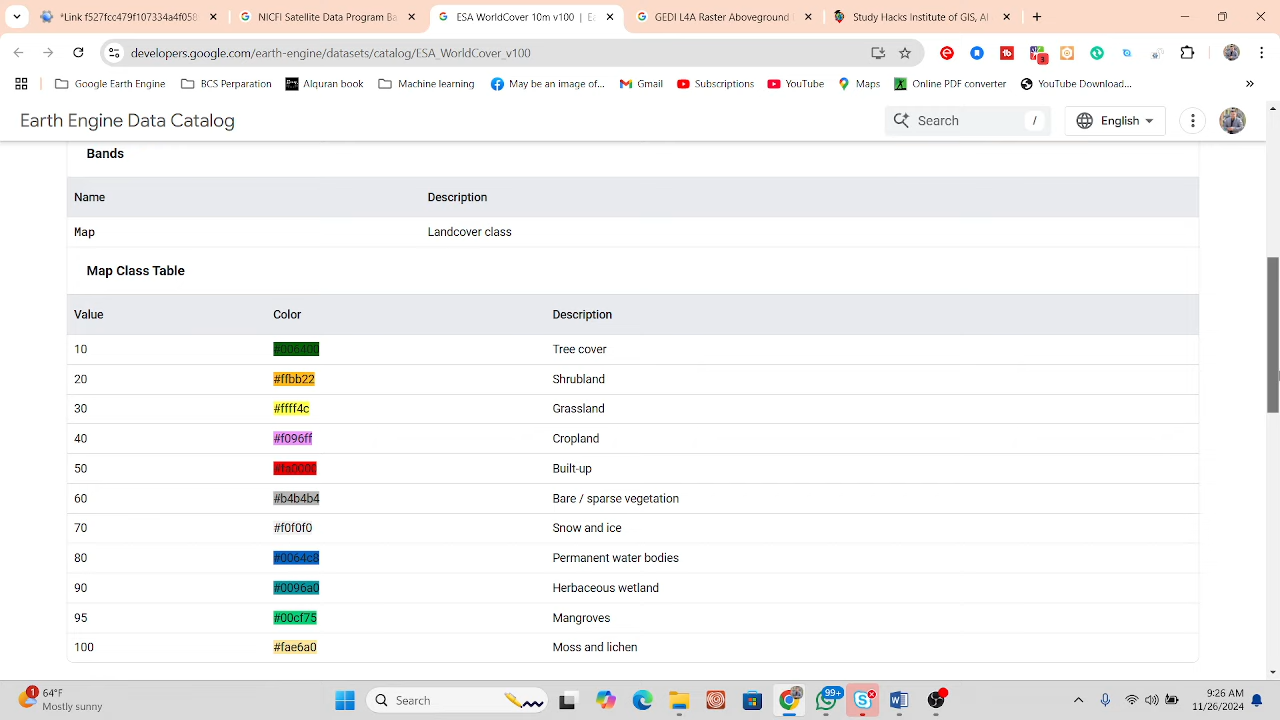 *Link f527fcc479f107334a4f050
NICFI Satellite Data Program Ba
ESA WorldCover 10m v100 | Ea
GEDI L4A Raster Aboveground B
Study Hacks Institute of GIS, AI
developers.google.com/earth-engine/datasets/catalog/ESA_WorldCover_v100
3
Google Earth Engine
BCS Perparation
Alqurumresok
Machine learning
May be an image of...
Gmail
Subscriptions
YouTube
Maps
Online PDF converter
YouTube Download...
»
Earth Engine Data Catalog
Search
/
English
Bands
Name Description
Map Landcover class
Map Class Table
Value Color Description
10 #006400 Tree cover
20 #ffbb22 Shrubland
30 #ffff4c Grassland
40 #f096ff Cropland
50 #fa0000 Built-up
60 #b4b4b4 Bare / sparse vegetation
70 #f0f0f0 Snow and ice
80 #0064c8 Permanent water bodies
90 #0096a0 Herbaceous wetland
95 #00cf75 Mangroves
100 #fae6a0 Moss and lichen
1
64°F
Mostly sunny
Search
99+
9:26 AM
11/26/2024